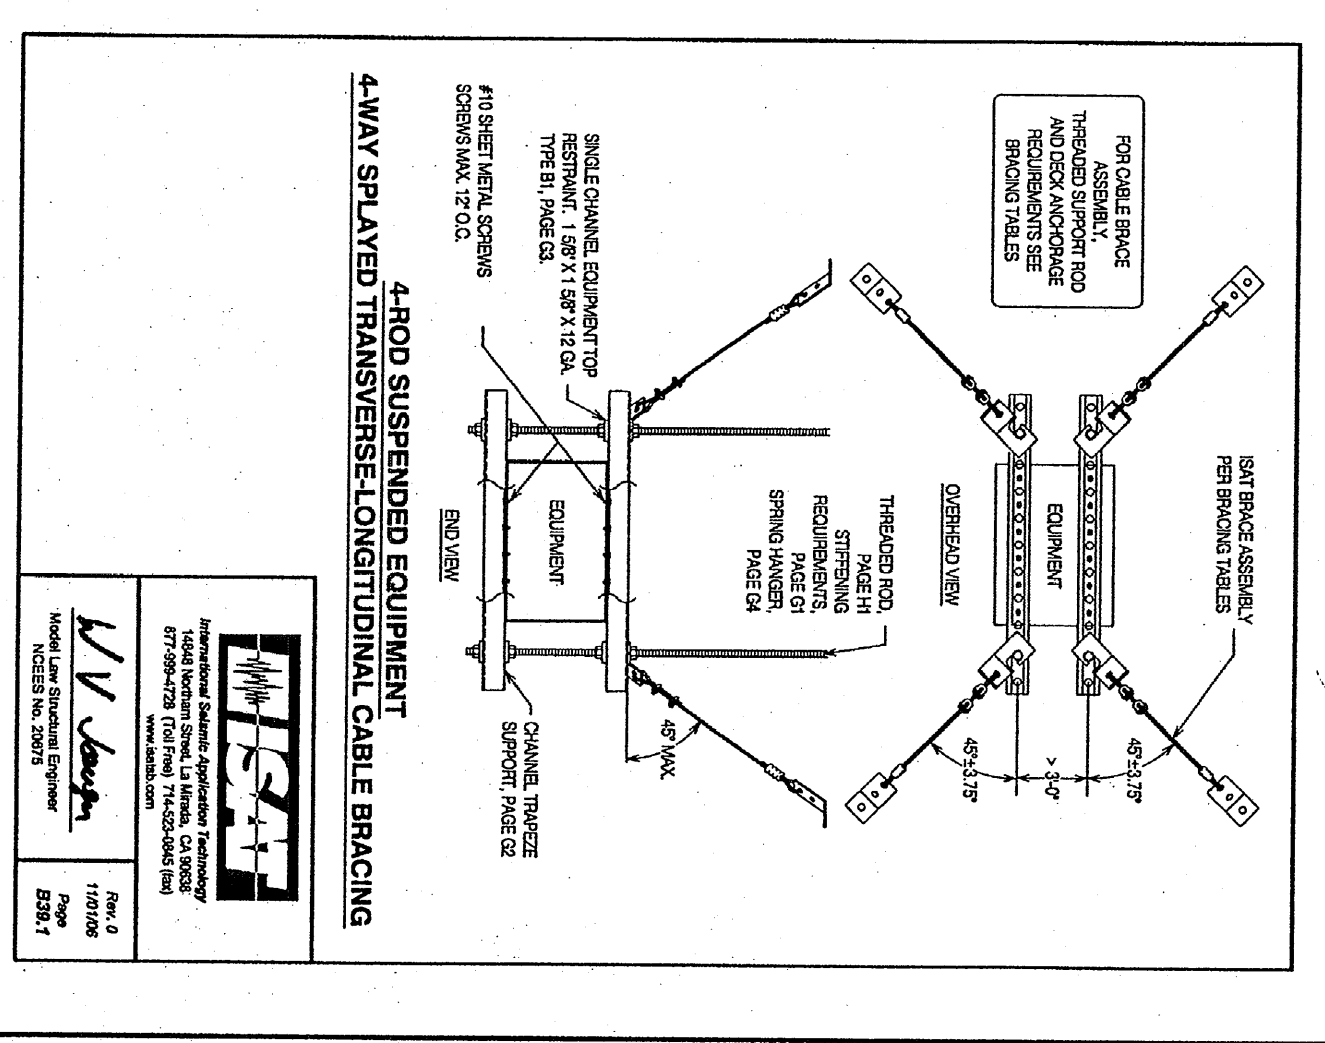 FOR CABLE BRACE
ASSEMBLY,
THREADED SUPPORT ROD
AND DECK ANCHORAGE
REQUIREMENTS SEE
BRACING TABLES
ISAT BRACE ASSEMBLY
PER BRACING TABLES
EQUIPMENT
45°±3.75°
> 3'-0"
45°±3.75°
OVERHEAD VIEW
THREADED ROD,
PAGE H1
STIFFENING
REQUIREMENTS,
PAGE G1
SPRING HANGER,
PAGE G4
SINGLE CHANNEL EQUIPMENT TOP
RESTRAINT. 1 5/8" X 1 5/8" X 12 GA.
TYPE B1, PAGE G3.
#10 SHEET METAL SCREWS
SCREWS MAX. 12" O.C.
45° MAX.
EQUIPMENT
CHANNEL TRAPEZE
SUPPORT, PAGE G2
END VIEW
4-ROD SUSPENDED EQUIPMENT
4-WAY SPLAYED TRANSVERSE-LONGITUDINAL CABLE BRACING
ISAT
International Seismic Application Technology
14848 Northam Street, La Mirada, CA 90638
877-999-4728 (Toll Free) 714-523-0845 (fax)
www.isatsb.com
Model Law Structural Engineer
NCEES No. 20675
Rev. 0
11/01/06
Page
B39.1